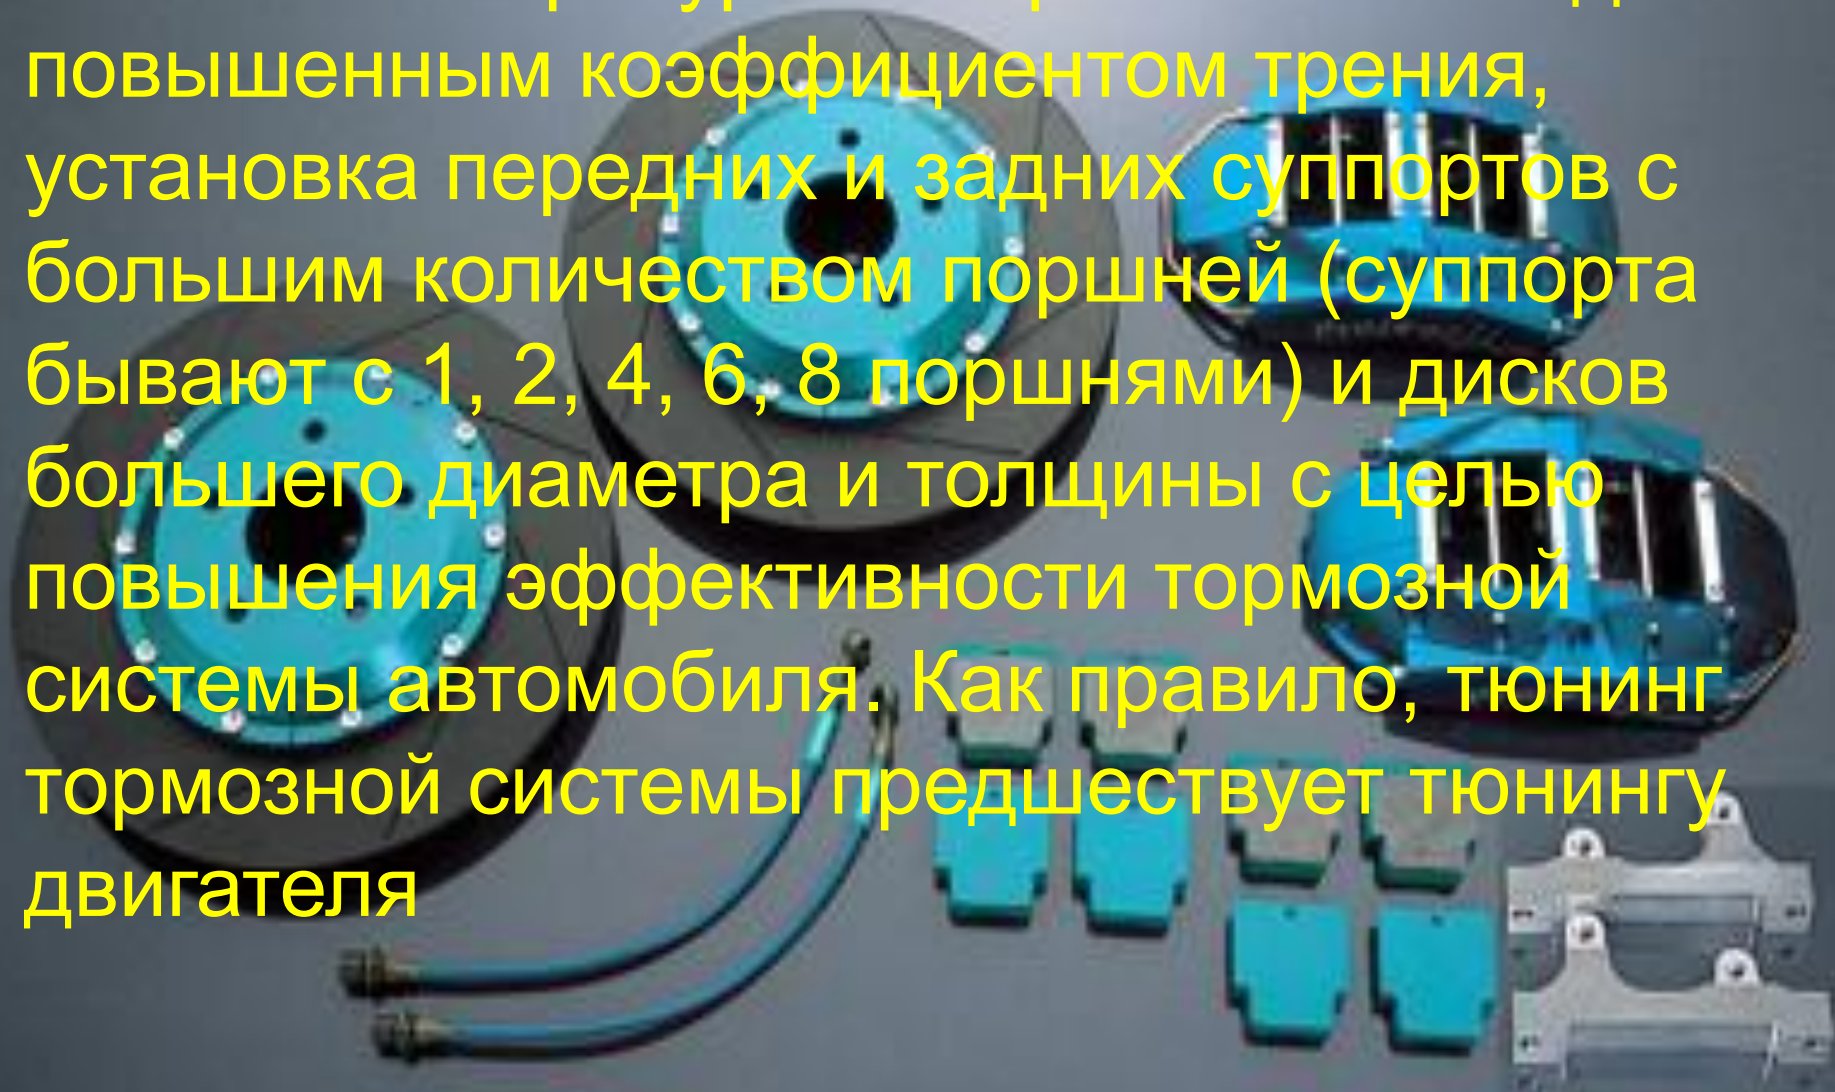 повышенным коэффициентом трения,
установка передних и задних суппортов с
большим количеством поршней (суппорта
бывают с 1, 2, 4, 6, 8 поршнями) и дисков
большего диаметра и толщины с целью
повышения эффективности тормозной
системы автомобиля. Как правило, тюнинг
тормозной системы предшествует тюнингу
двигателя